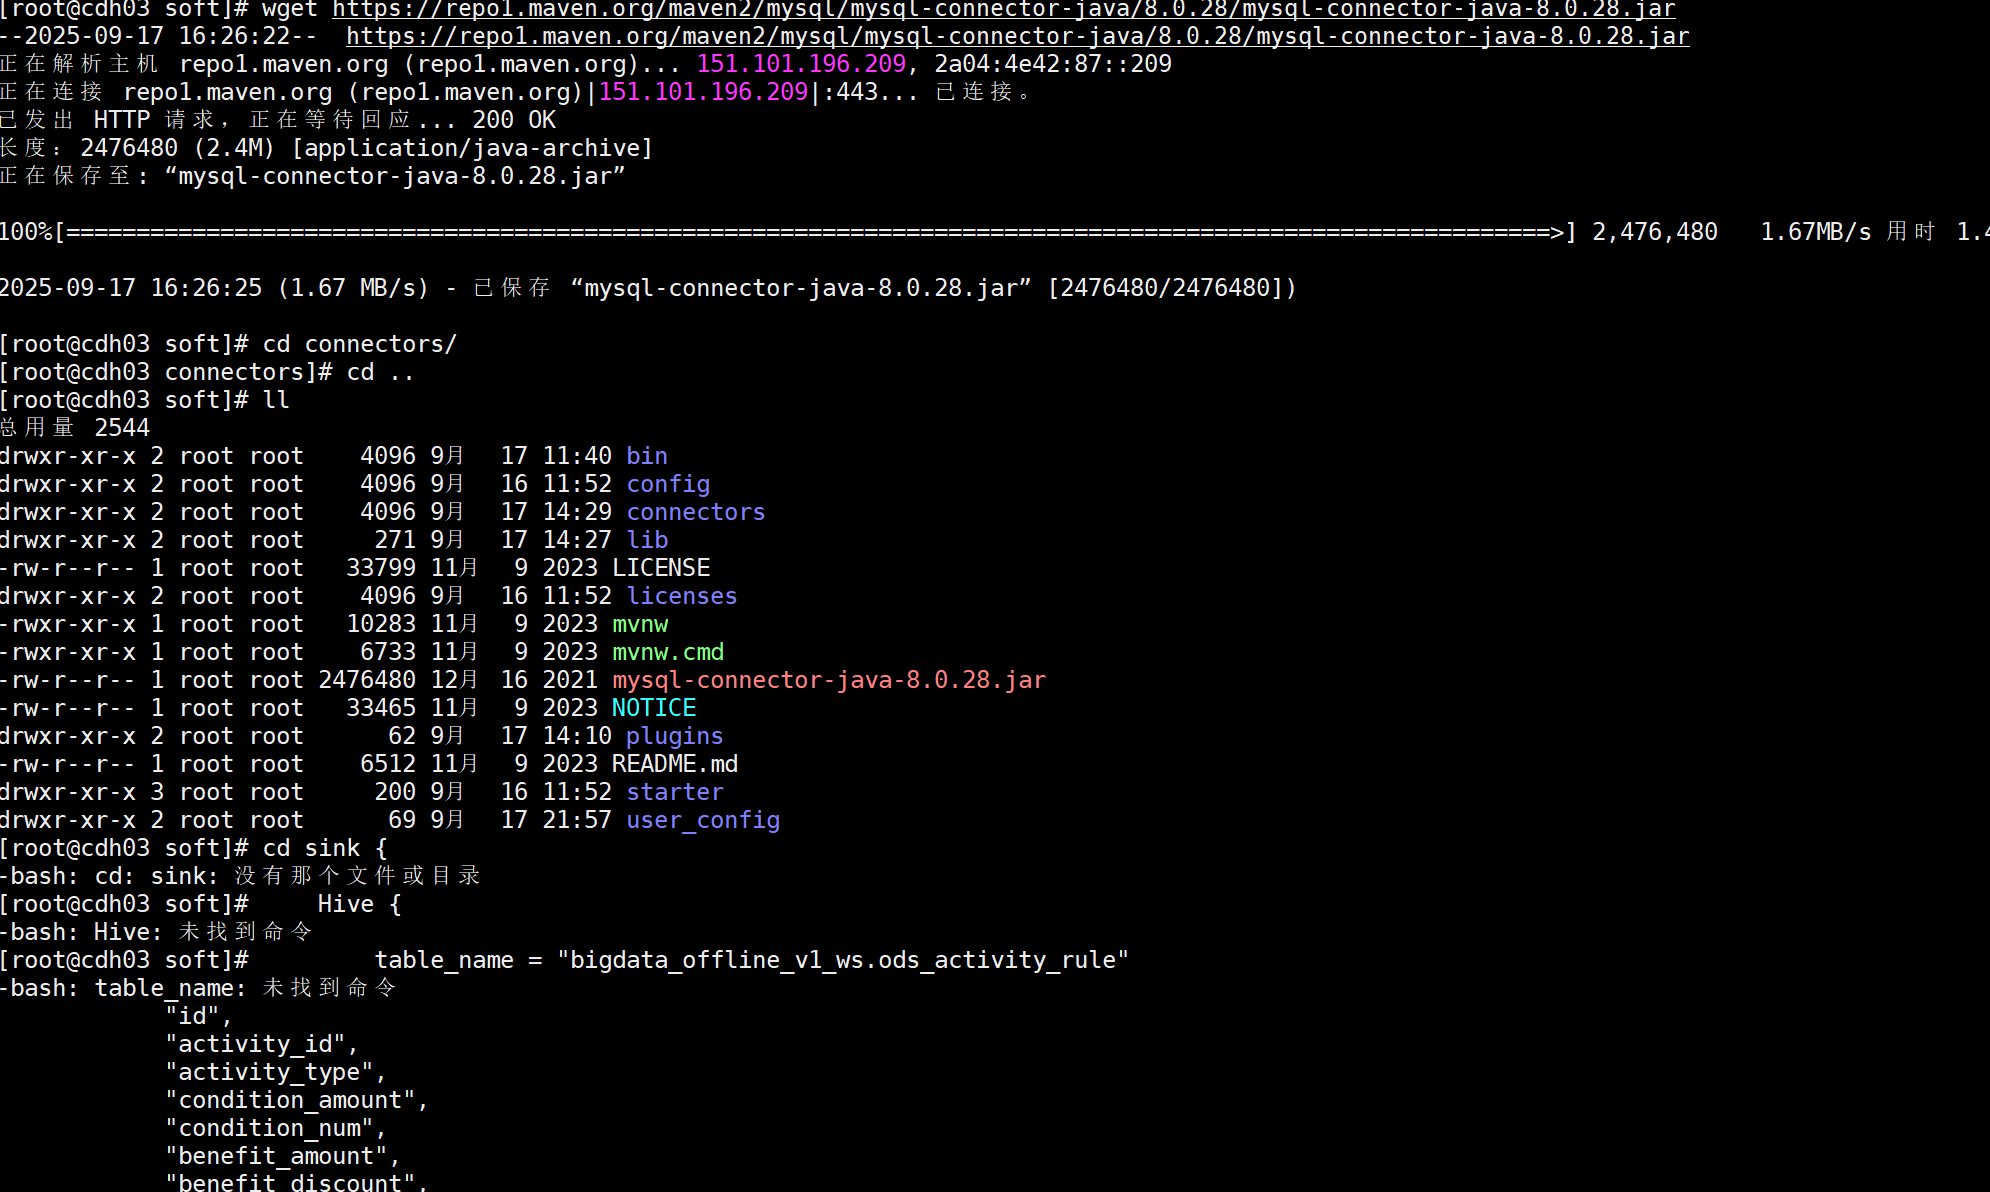 [root@cdh03 soft]# wget https://repo1.maven.org/maven2/mysql/mysql-connector-java/8.0.28/mysql-connector-java-8.0.28.jar
--2025-09-17 16:26:22--  https://repo1.maven.org/maven2/mysql/mysql-connector-java/8.0.28/mysql-connector-java-8.0.28.jar
正在解析主机 repo1.maven.org (repo1.maven.org)... 151.101.196.209, 2a04:4e42:87::209
正在连接 repo1.maven.org (repo1.maven.org)|151.101.196.209|:443... 已连接。
已发出 HTTP 请求，正在等待回应... 200 OK
长度：2476480 (2.4M) [application/java-archive]
正在保存至: “mysql-connector-java-8.0.28.jar”
100%[==========================================================================================================>] 2,476,480   1.67MB/s 用时 1.4
2025-09-17 16:26:25 (1.67 MB/s) - 已保存 “mysql-connector-java-8.0.28.jar” [2476480/2476480])
[root@cdh03 soft]# cd connectors/
[root@cdh03 connectors]# cd ..
[root@cdh03 soft]# ll
总用量 2544
drwxr-xr-x 2 root root    4096 9月   17 11:40 bin
drwxr-xr-x 2 root root    4096 9月   16 11:52 config
drwxr-xr-x 2 root root    4096 9月   17 14:29 connectors
drwxr-xr-x 2 root root     271 9月   17 14:27 lib
-rw-r--r-- 1 root root   33799 11月   9 2023 LICENSE
drwxr-xr-x 2 root root    4096 9月   16 11:52 licenses
-rwxr-xr-x 1 root root   10283 11月   9 2023 mvnw
-rwxr-xr-x 1 root root    6733 11月   9 2023 mvnw.cmd
-rw-r--r-- 1 root root 2476480 12月  16 2021 mysql-connector-java-8.0.28.jar
-rw-r--r-- 1 root root   33465 11月   9 2023 NOTICE
drwxr-xr-x 2 root root      62 9月   17 14:10 plugins
-rw-r--r-- 1 root root    6512 11月   9 2023 README.md
drwxr-xr-x 3 root root     200 9月   16 11:52 starter
drwxr-xr-x 2 root root      69 9月   17 21:57 user_config
[root@cdh03 soft]# cd sink {
-bash: cd: sink: 没有那个文件或目录
[root@cdh03 soft]#     Hive {
-bash: Hive: 未找到命令
[root@cdh03 soft]#         table_name = "bigdata_offline_v1_ws.ods_activity_rule"
-bash: table_name: 未找到命令
            "id",
            "activity_id",
            "activity_type",
            "condition_amount",
            "condition_num",
            "benefit_amount",
            "benefit_discount",